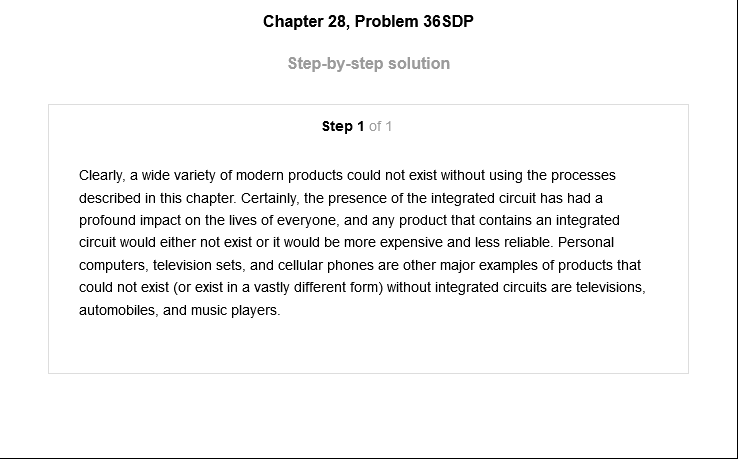 Chapter 28, Problem 36SDP
Step-by-step solution
Step 1 of 1
Clearly, a wide variety of modern products could not exist without using the processes
described in this chapter. Certainly, the presence of the integrated circuit has had a
profound impact on the lives of everyone, and any product that contains an integrated
circuit would either not exist or it would be more expensive and less reliable. Personal
computers, television sets, and cellular phones are other major examples of products that
could not exist (or exist in a vastly different form) without integrated circuits are televisions,
automobiles, and music players.